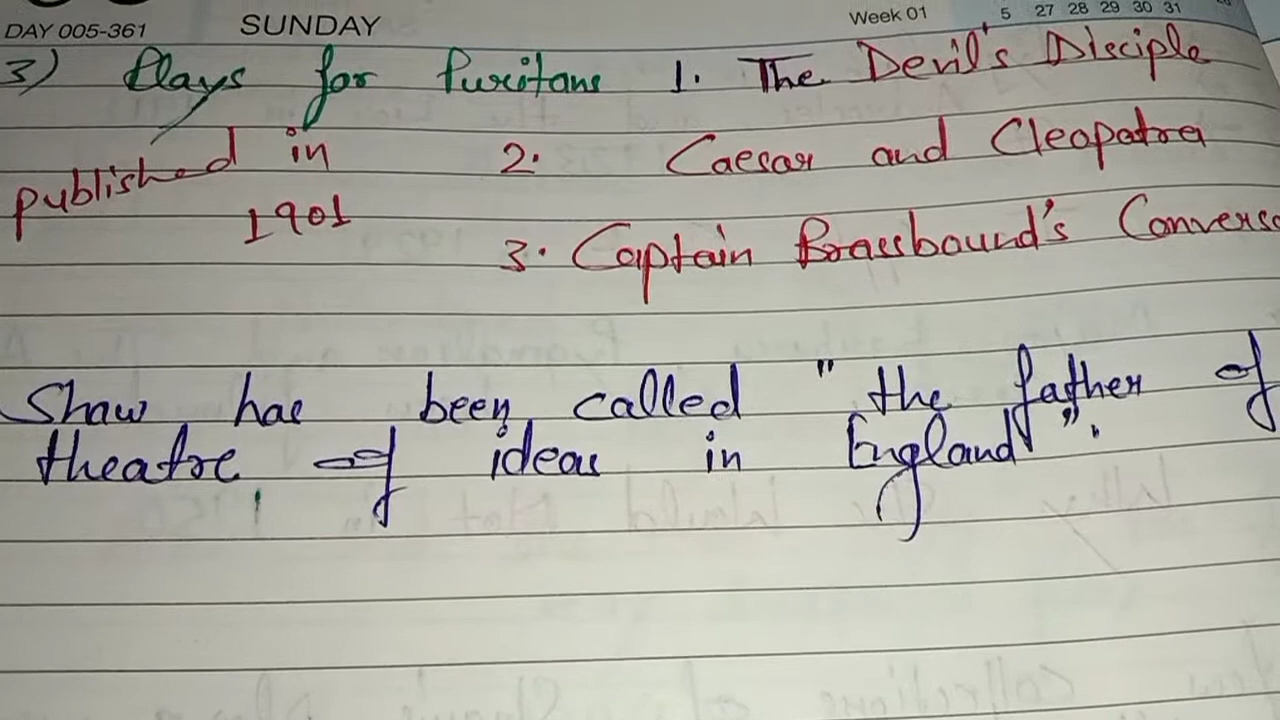 DAY 005-361 SUNDAY Week 01 5 27 28 29 30 31
3) Plays for Puritans 1. The Devil's Disciple
published in 2. Caesar and Cleopatra
1901
3. Captain Brassbound's Convers
Shaw has been called "the father of
theatre of ideas in England".